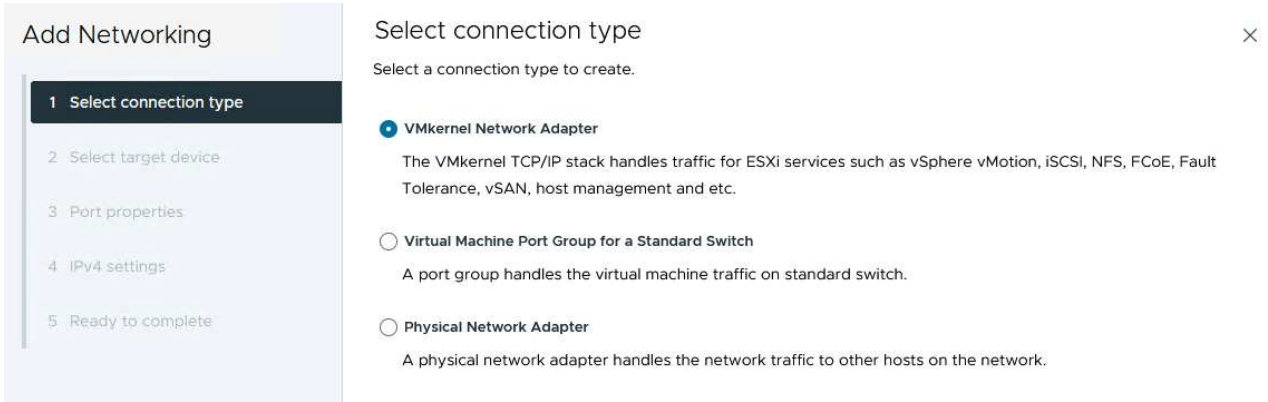 Add Networking
1 Select connection type
2 Select target device
3 Port properties
4 IPv4 settings
5 Ready to complete
Select connection type
Select a connection type to create.
VMkernel Network Adapter
The VMkernel TCP/IP stack handles traffic for ESXi services such as vSphere vMotion, iSCSI, NFS, FCoE, Fault
Tolerance, vSAN, host management and etc.
Virtual Machine Port Group for a Standard Switch
A port group handles the virtual machine traffic on standard switch.
Physical Network Adapter
A physical network adapter handles the network traffic to other hosts on the network.